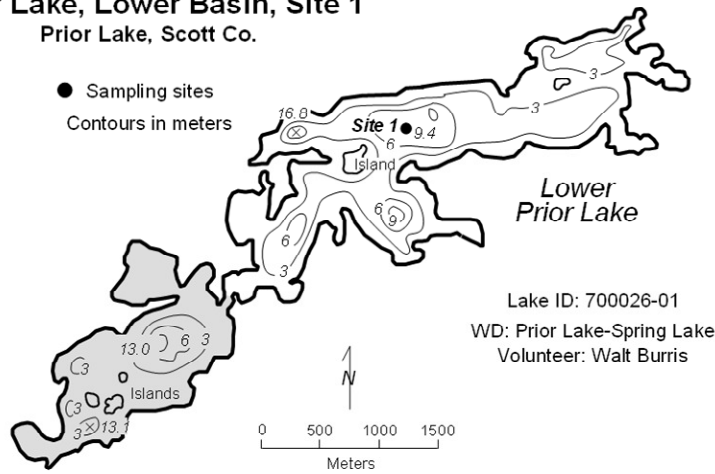 Lake, Lower Basin, Site 1
Prior Lake, Scott Co.
Sampling sites
Contours in meters
16.8
3
3
Site 1
9.4
6
Island
Lower
Prior Lake
6
9
6
3
Lake ID: 700026-01
WD: Prior Lake-Spring Lake
Volunteer: Walt Burris
13.0
6
3
3
Islands
3
3
13.1
N
0
500
1000
1500
Meters